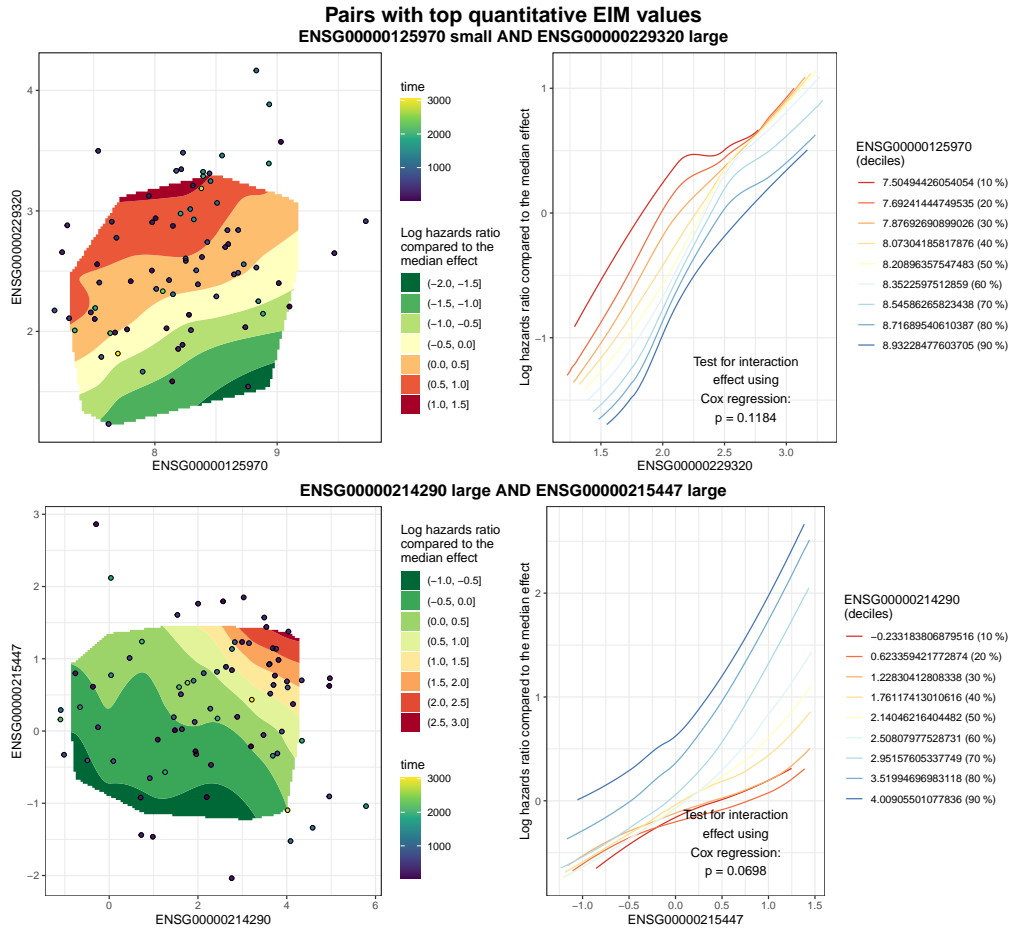 Pairs with top quantitative EIM values
ENSG00000125970 small AND ENSG00000229320 large
4
3
2
ENSG00000229320
8
9
ENSG00000125970
time
3000
2000
1000
Log hazards ratio
compared to the
median effect
(−2.0, −1.5]
(−1.5, −1.0]
(−1.0, −0.5]
(−0.5, 0.0]
(0.0, 0.5]
(0.5, 1.0]
(1.0, 1.5]
Log hazards ratio compared to the median effect
1
0
−1
Test for interaction
effect using
Cox regression:
p = 0.1184
1.5
2.0
2.5
3.0
ENSG00000229320
ENSG00000125970
(deciles)
7.50494426054054 (10 %)
7.69241444749535 (20 %)
7.87692690899026 (30 %)
8.07304185817876 (40 %)
8.20896357547483 (50 %)
8.3522597512859 (60 %)
8.54586265823438 (70 %)
8.71689540610387 (80 %)
8.93228477603705 (90 %)
ENSG00000214290 large AND ENSG00000215447 large
3
2
1
0
−1
−2
ENSG00000215447
0
2
4
6
ENSG00000214290
Log hazards ratio
compared to the
median effect
(−1.0, −0.5]
(−0.5, 0.0]
(0.0, 0.5]
(0.5, 1.0]
(1.0, 1.5]
(1.5, 2.0]
(2.0, 2.5]
(2.5, 3.0]
time
3000
2000
1000
Log hazards ratio compared to the median effect
2
1
0
Test for interaction
effect using
Cox regression:
p = 0.0698
−1.0
−0.5
0.0
0.5
1.0
1.5
ENSG00000215447
ENSG00000214290
(deciles)
−0.233183806879516 (10 %)
0.623359421772874 (20 %)
1.22830412808338 (30 %)
1.76117413010616 (40 %)
2.14046216404482 (50 %)
2.50807977528731 (60 %)
2.95157605337749 (70 %)
3.51994696983118 (80 %)
4.00905501077836 (90 %)